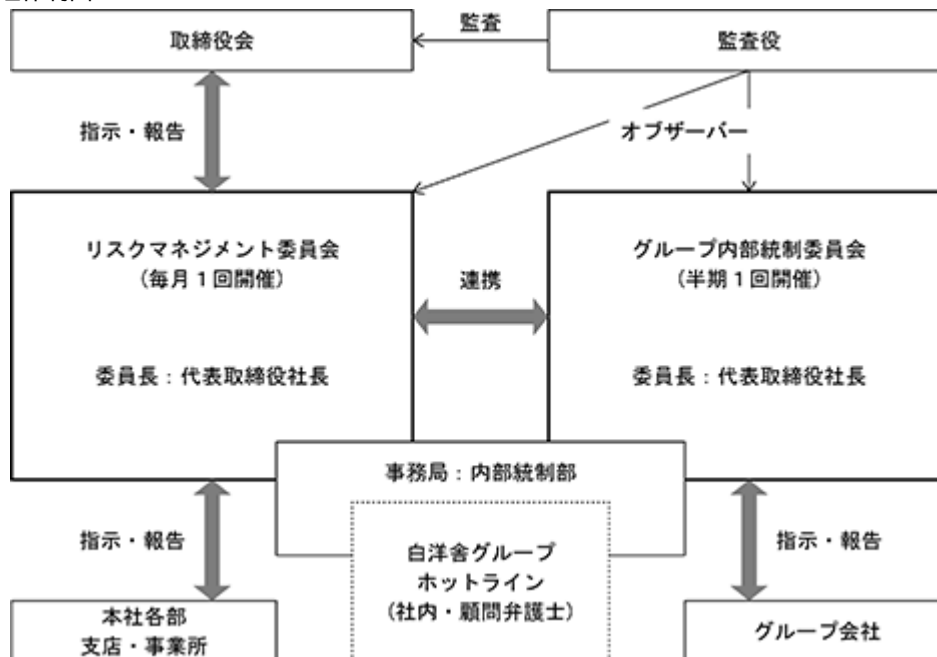 監査
取締役会
監査役
指示・報告
オブザーバー
リスクマネジメント委員会
(毎月1回開催)
グループ内部統制委員会
(半期1回開催)
連携
委員長:代表取締役社長
委員長:代表取締役社長
事務局:内部統制部
指示・報告
指示・報告
白洋舎グループ
ホットライン
(社内・顧問弁護士)
本社各部
支店・事業所
グループ会社